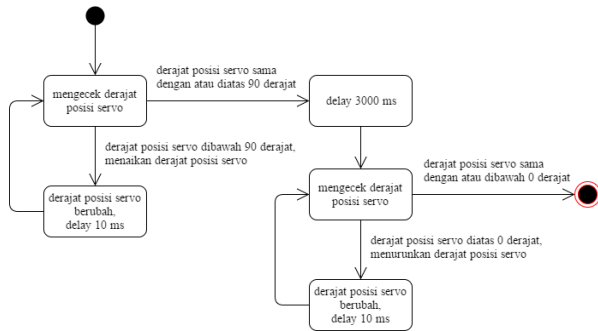 derajat posisi servo sama
dengan atau diatas 90 derajat
mengecek derajat
posisi servo
delay 3000 ms
derajat posisi servo dibawah 90 derajat,
menaikan derajat posisi servo
derajat posisi servo
berubah,
delay 10 ms
derajat posisi servo sama
dengan atau dibawah 0 derajat
mengecek derajat
posisi servo
derajat posisi servo diatas 0 derajat,
menurunkan derajat posisi servo
derajat posisi servo
berubah,
delay 10 ms